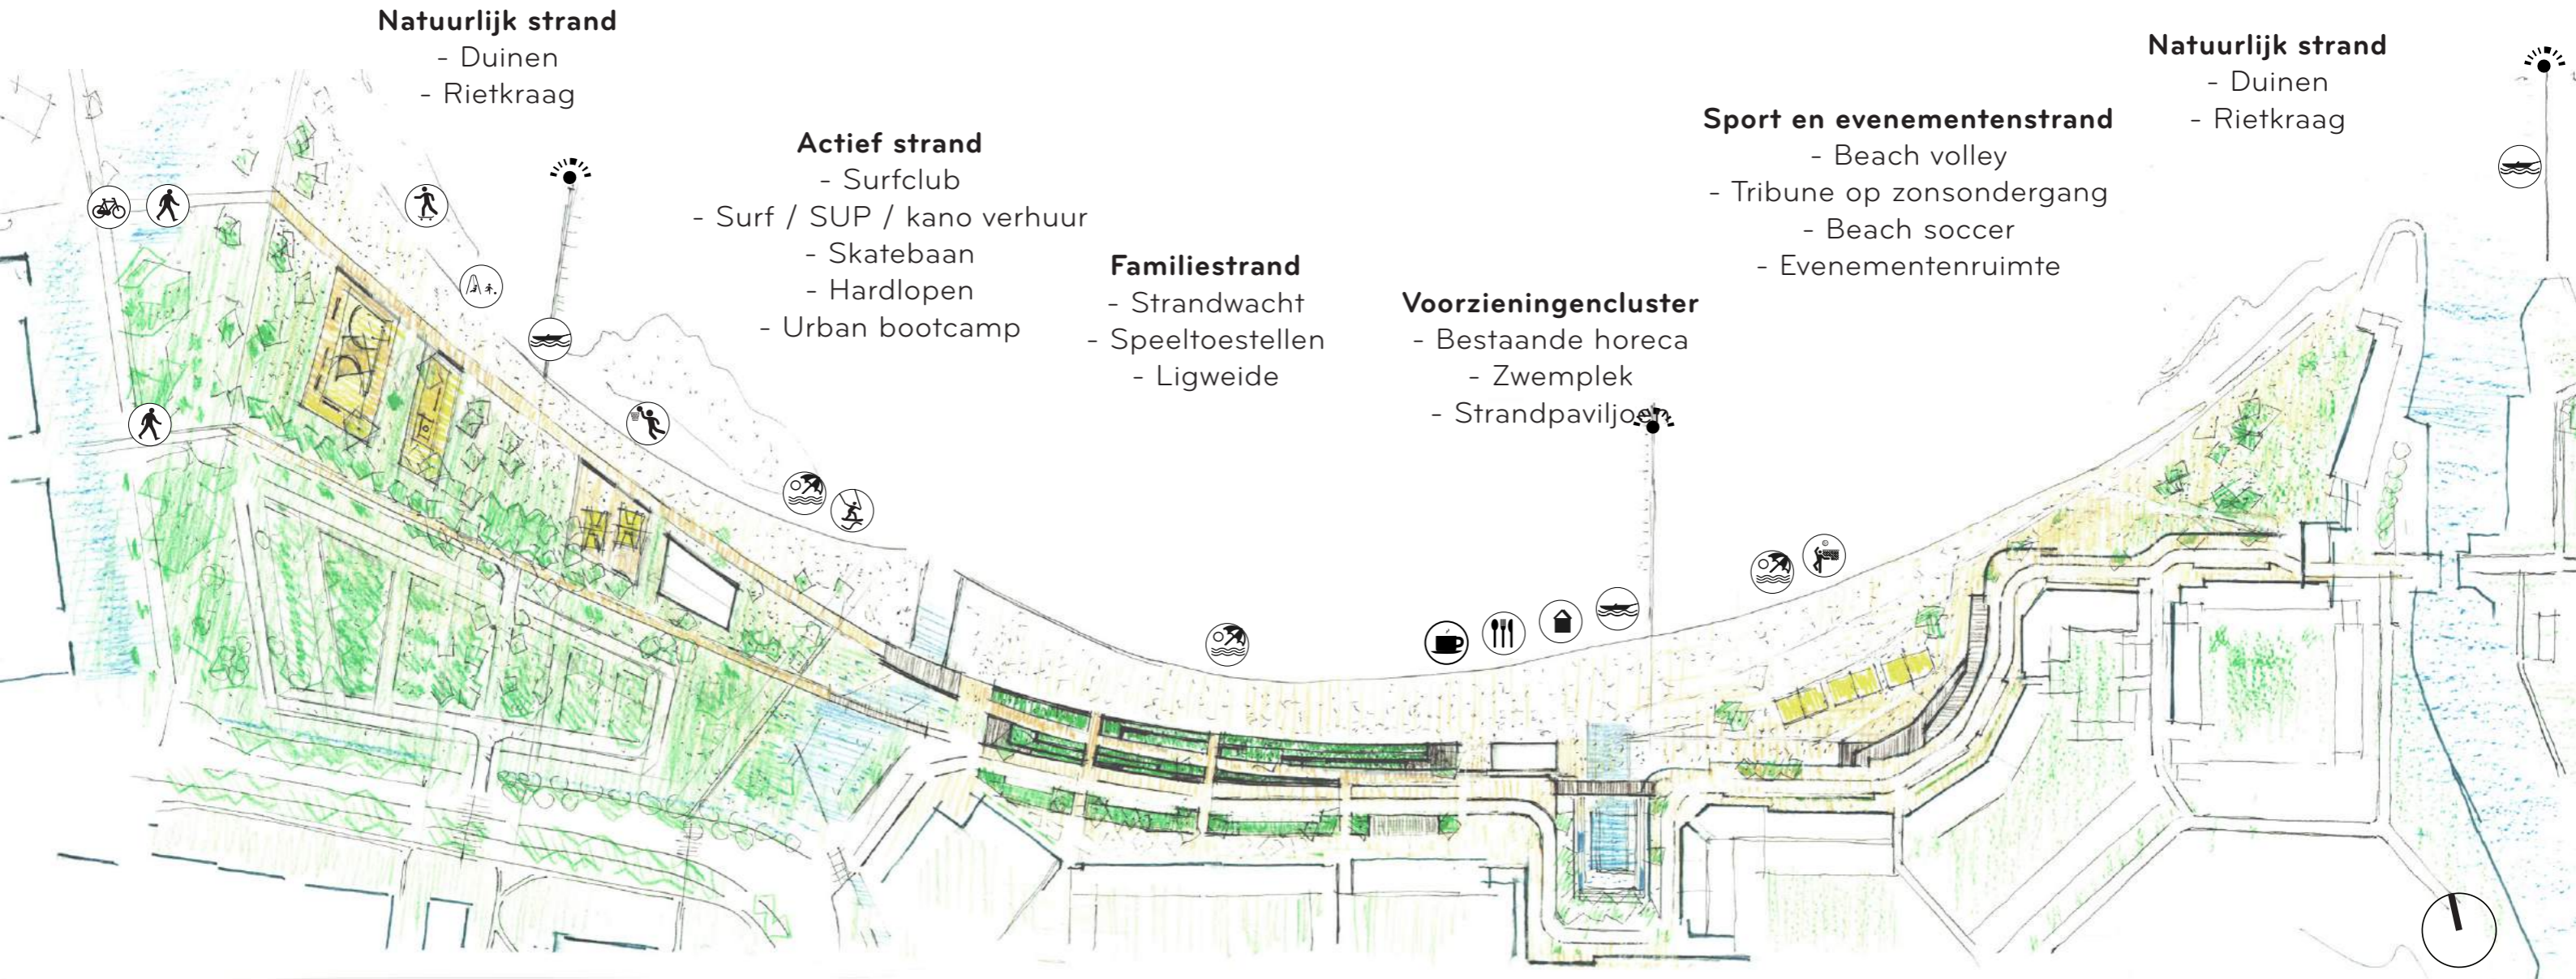 Natuurlijk strand
- Duinen
- Rietkraag
Actief strand
- Surfclub
- Surf / SUP / kano verhuur
- Skatebaan
- Hardlopen
- Urban bootcamp
Familiestrand
- Strandwacht
- Speeltoestellen
- Ligweide
Voorzieningencluster
- Bestaande horeca
- Zwemplek
- Strandpaviljoen
Sport en evenementenstrand
- Beach volley
- Tribune op zonsondergang
- Beach soccer
- Evenementenruimte
Natuurlijk strand
- Duinen
- Rietkraag